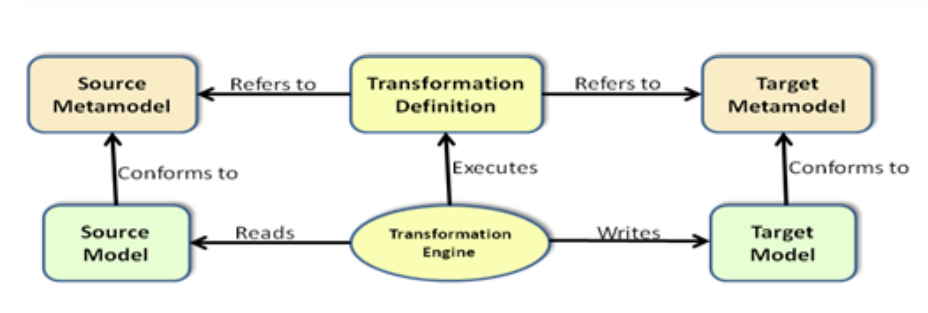 Source
Metamodel
Refers to
Transformation
Definition
Refers to
Target
Metamodel
Conforms to
Executes
Conforms to
Source
Model
Reads
Transformation
Engine
Writes
Target
Model